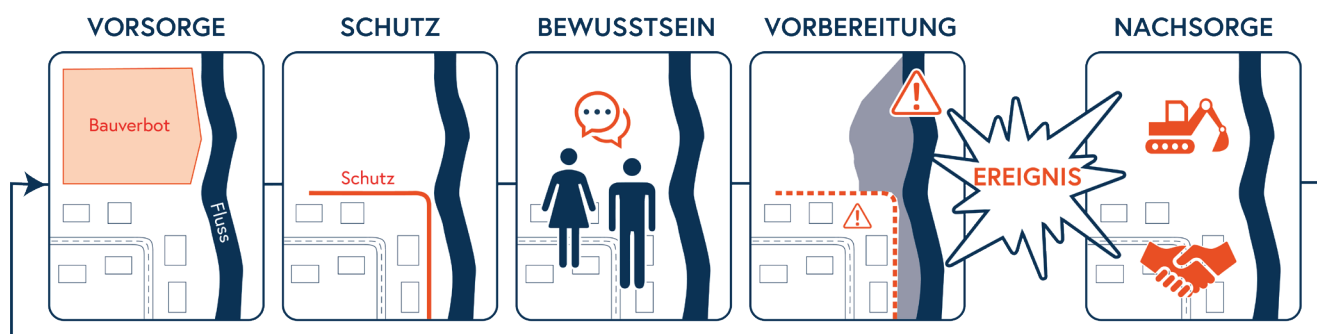 VORSORGE
SCHUTZ
BEWUSSTSEIN
VORBEREITUNG
NACHSORGE
Bauverbot
Fluss
Schutz
EREIGNIS